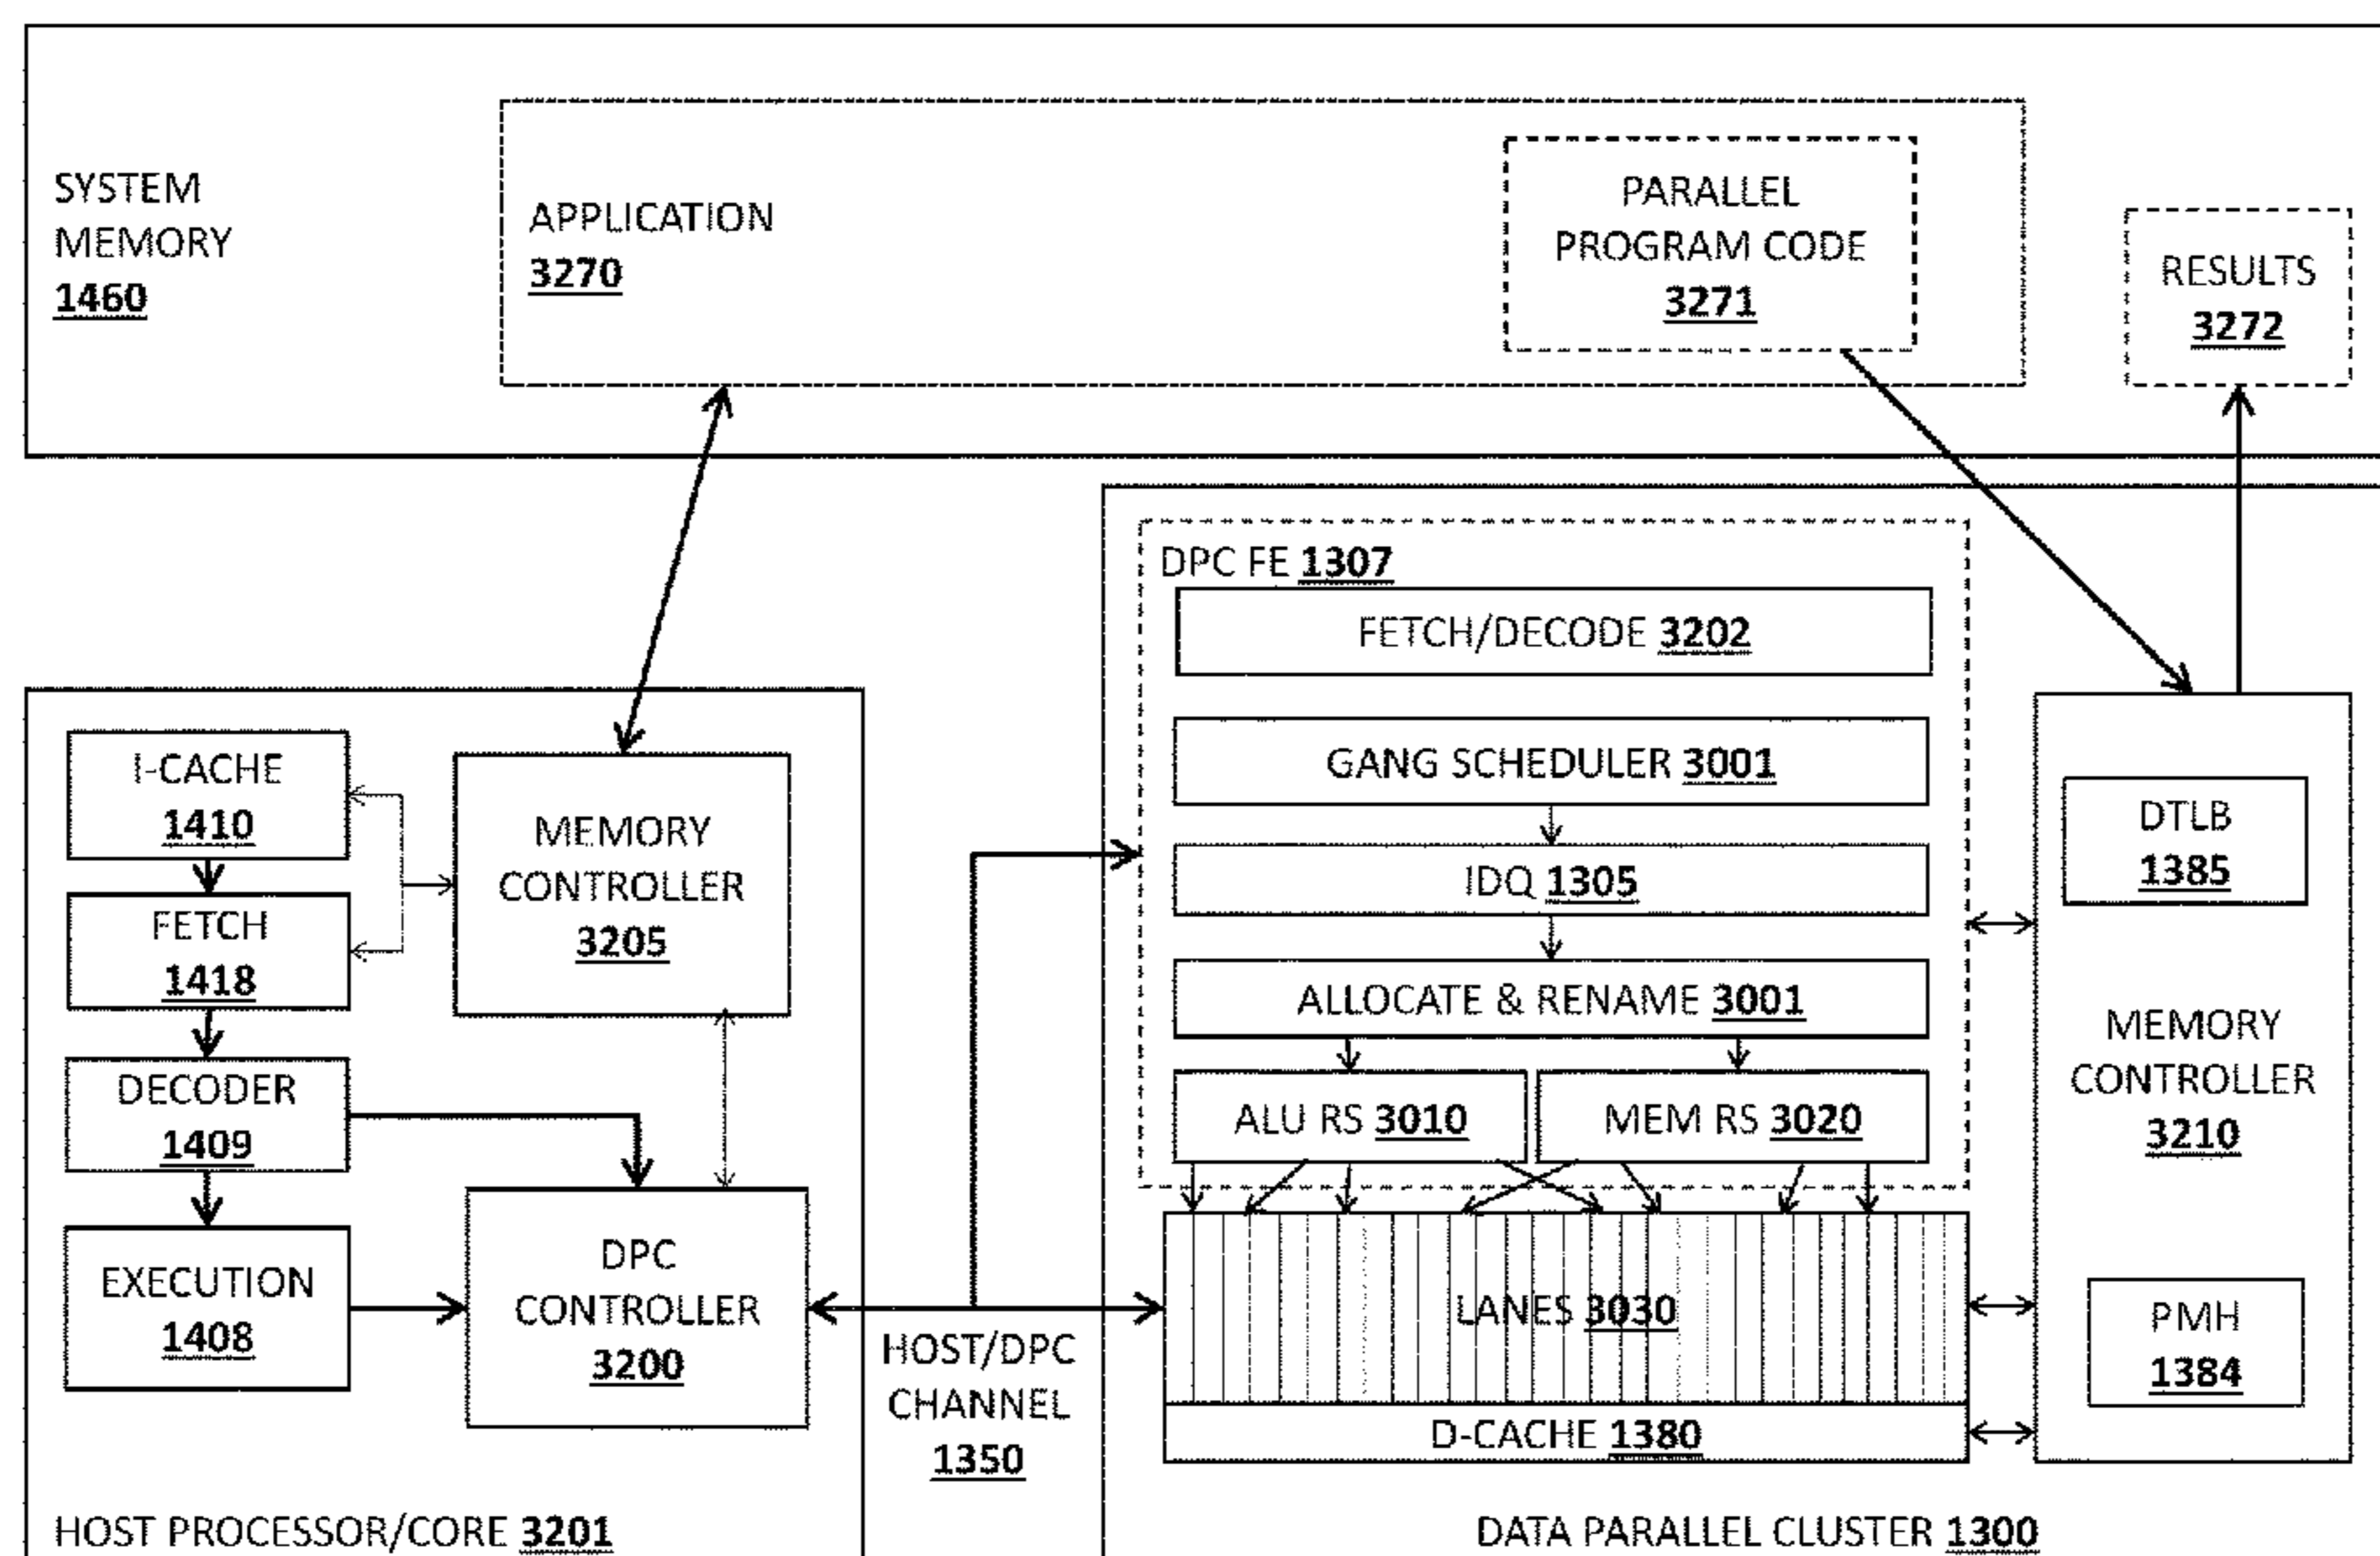 SYSTEM
MEMORY
1460
APPLICATION
3270
PARALLEL
PROGRAM CODE
3271
RESULTS
3272
I-CACHE
1410
FETCH
1418
DECODER
1409
EXECUTION
1408
MEMORY
CONTROLLER
3205
DPC
CONTROLLER
3200
HOST PROCESSOR/CORE 3201
HOST/DPC
CHANNEL
1350
DPC FE 1307
FETCH/DECODE 3202
GANG SCHEDULER 3001
IDQ 1305
ALLOCATE & RENAME 3001
ALU RS 3010
MEM RS 3020
LANES 3030
D-CACHE 1380
DTLB
1385
MEMORY
CONTROLLER
3210
PMH
1384
DATA PARALLEL CLUSTER 1300